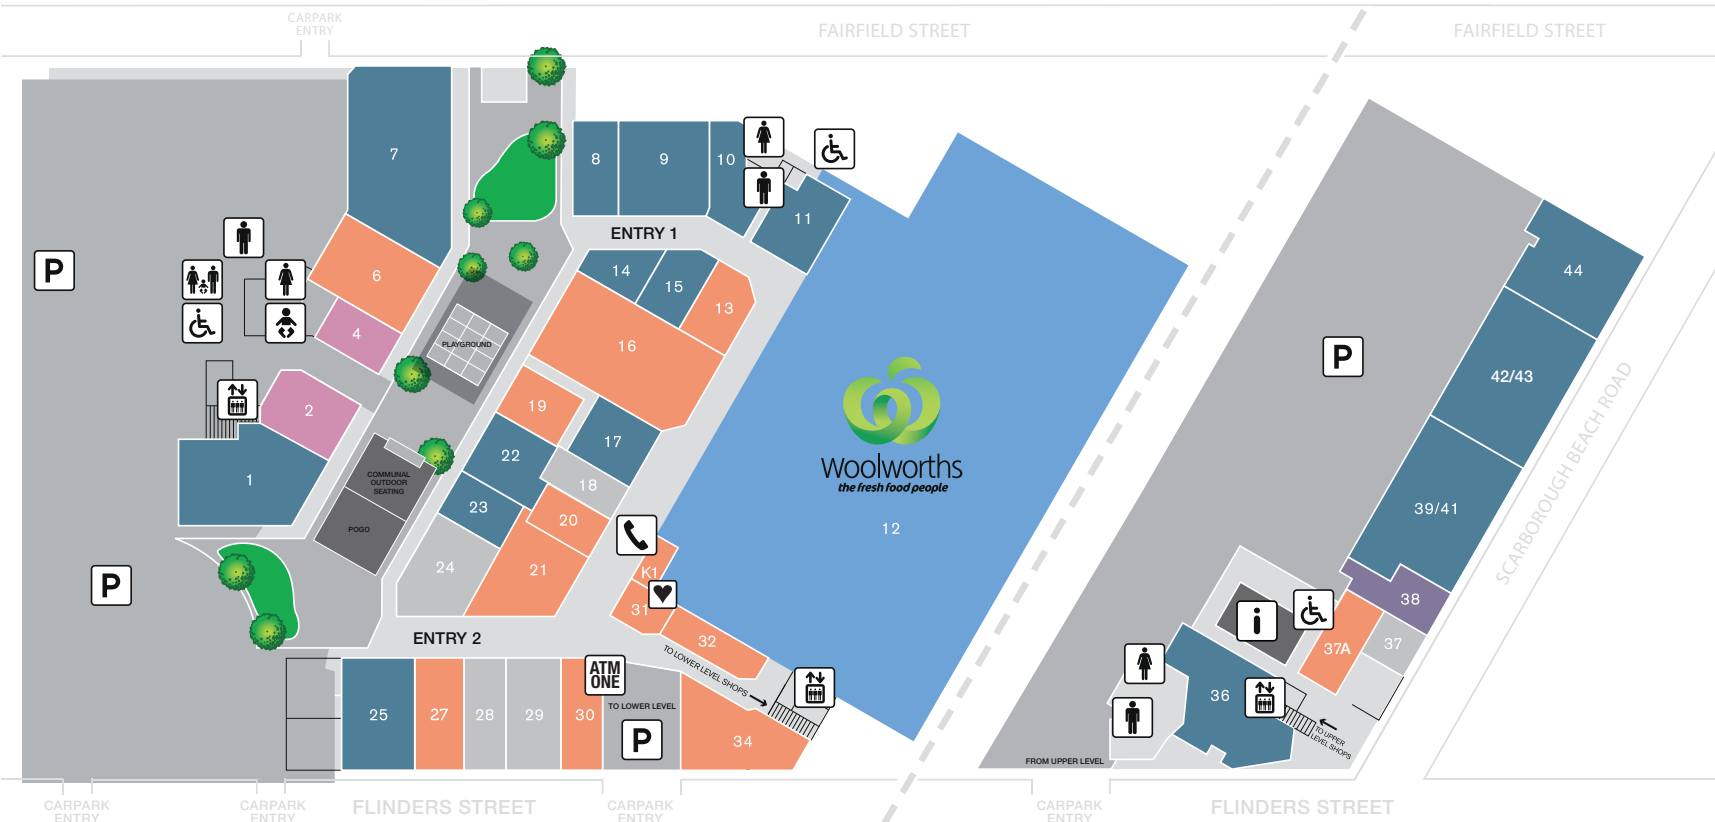 CARPARK
ENTRY
FAIRFIELD STREET
FAIRFIELD STREET
7
8
9
10
11
P
6
4
ENTRY 1
14
15
13
16
PLAYGROUND
44
P
42/43
2
1
COMMUNAL
OUTDOOR
SEATING
POGO
19
17
22
18
23
20
24
21
Woolworths
the fresh food people
12
39/41
SCARBOROUGH BEACH ROAD
P
K1
31
32
TO LOWER LEVEL SHOPS
ENTRY 2
38
37
37A
i
36
TO UPPER
LEVEL SHOPS
FROM UPPER LEVEL
25
27
28
29
30
ATM
ONE
TO LOWER LEVEL
P
34
CARPARK
ENTRY
CARPARK
ENTRY
FLINDERS STREET
CARPARK
ENTRY
CARPARK
ENTRY
FLINDERS STREET